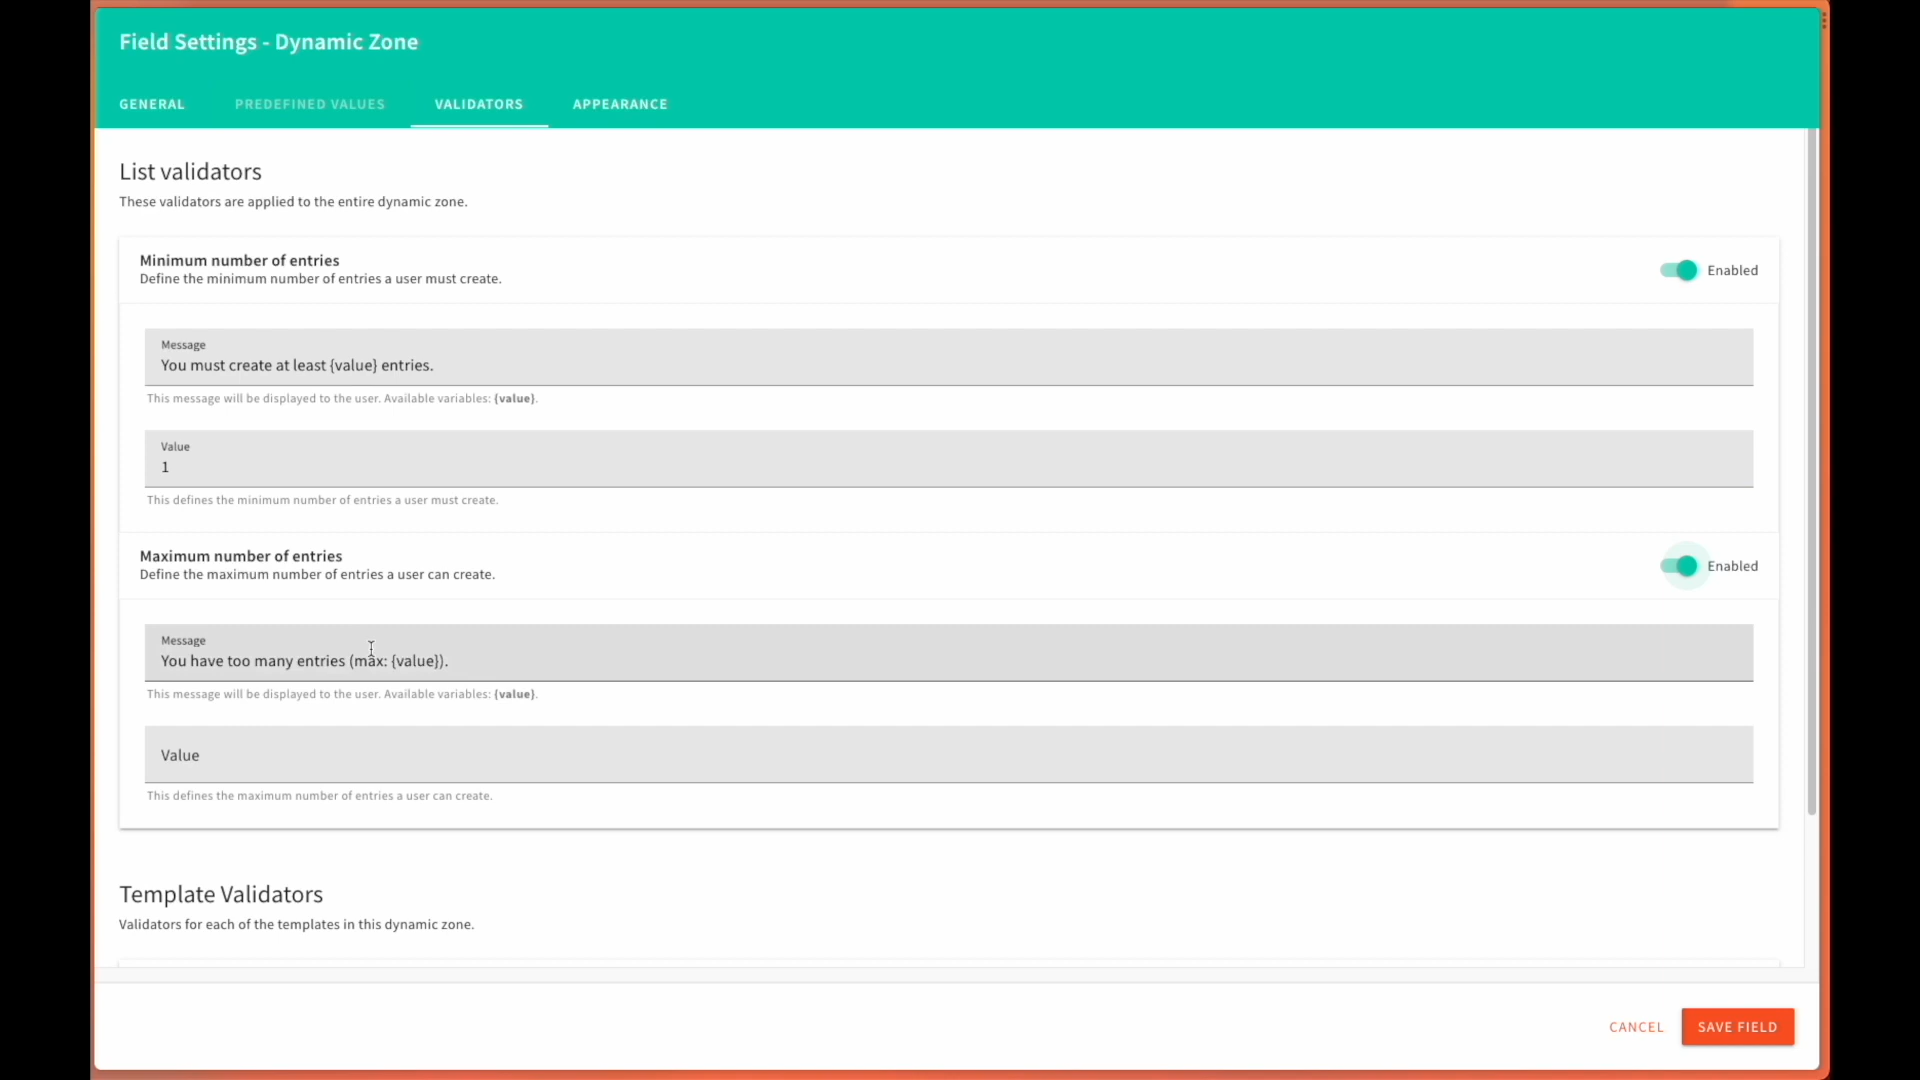 Field Settings - Dynamic Zone
GENERAL PREDEFINED VALUES VALIDATORS APPEARANCE
List validators
These validators are applied to the entire dynamic zone.
Minimum number of entries
Define the minimum number of entries a user must create.
Enabled
Message
You must create at least {value} entries.
This message will be displayed to the user. Available variables: {value}.
Value
1
This defines the minimum number of entries a user must create.
Maximum number of entries
Define the maximum number of entries a user can create.
Enabled
Message
You have too many entries (max: {value}).
This message will be displayed to the user. Available variables: {value}.
Value
This defines the maximum number of entries a user can create.
Template Validators
Validators for each of the templates in this dynamic zone.
CANCEL SAVE FIELD